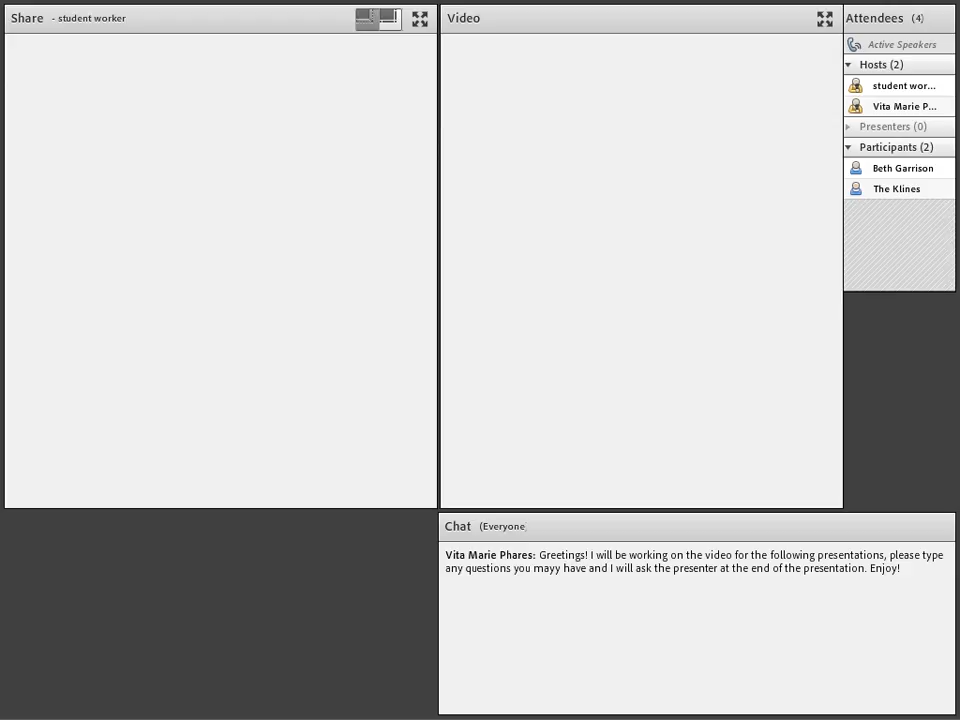 Share - student worker
Video
Attendees (4)
Active Speakers
Hosts (2)
student wor...
Vita Marie P...
Presenters (0)
Participants (2)
Beth Garrison
The Klines
Chat (Everyone
Vita Marie Phares: Greetings! I will be working on the video for the following presentations, please type
any questions you mayy have and I will ask the presenter at the end of the presentation. Enjoy!